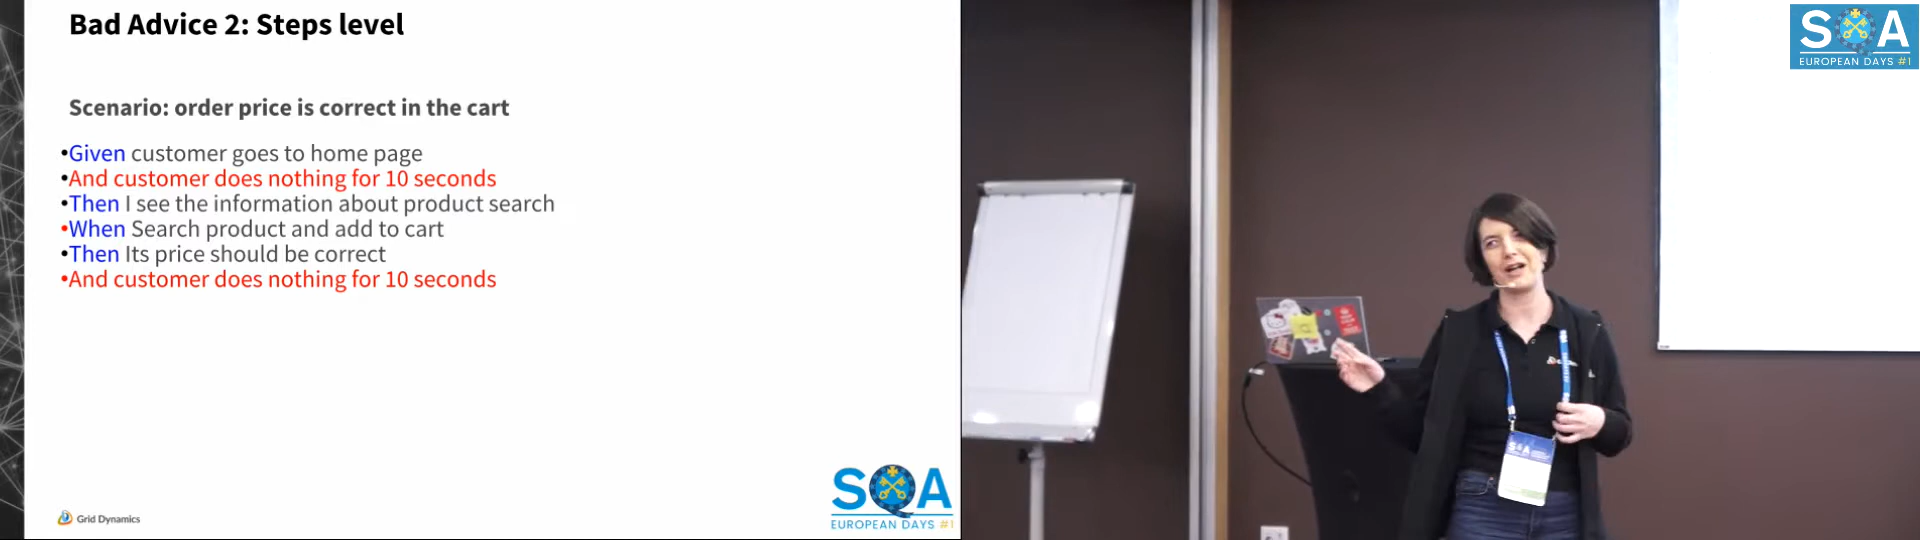 Bad Advice 2: Steps level
Scenario: order price is correct in the cart
•Given customer goes to home page
•And customer does nothing for 10 seconds
•Then I see the information about product search
•When Search product and add to cart
•Then Its price should be correct
•And customer does nothing for 10 seconds
Grid Dynamics
SQA
EUROPEAN DAYS #1
SQA
EUROPEAN DAYS #1
SQA